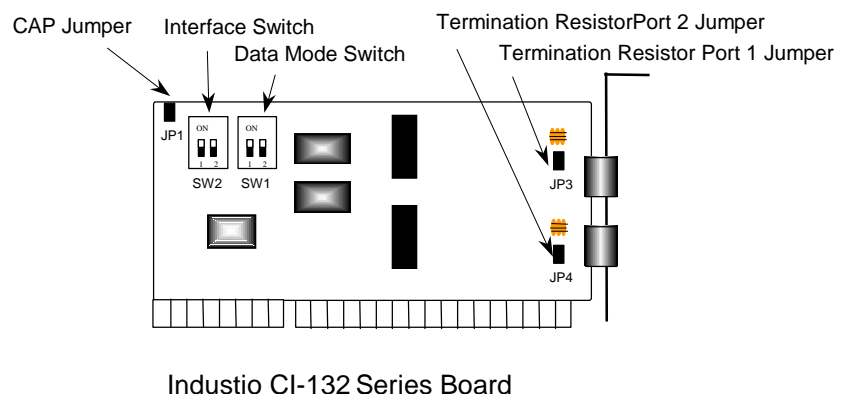 Termination ResistorPort 2 Jumper
CAP Jumper
Interface Switch
Data Mode Switch
Termination Resistor Port 1 Jumper
JP1
ON
1 2
SW2
ON
1 2
SW1
JP3
JP4
Industio CI-132 Series Board